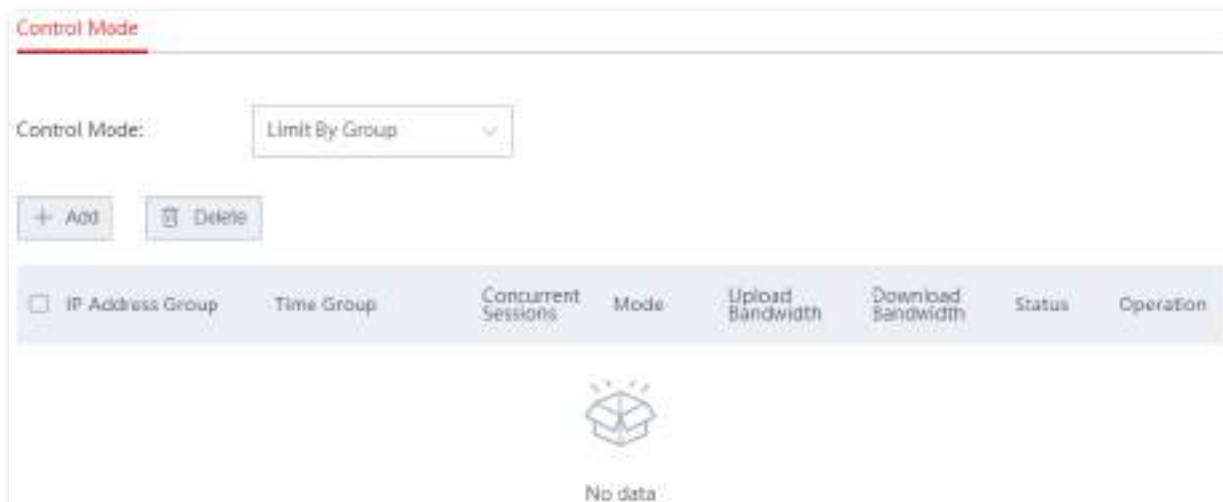 Control Mode
Control Mode: Limit By Group
+ Add Delete
IP Address Group Time Group Concurrent Sessions Mode Upload Bandwidth Download Bandwidth Status Operation
No data